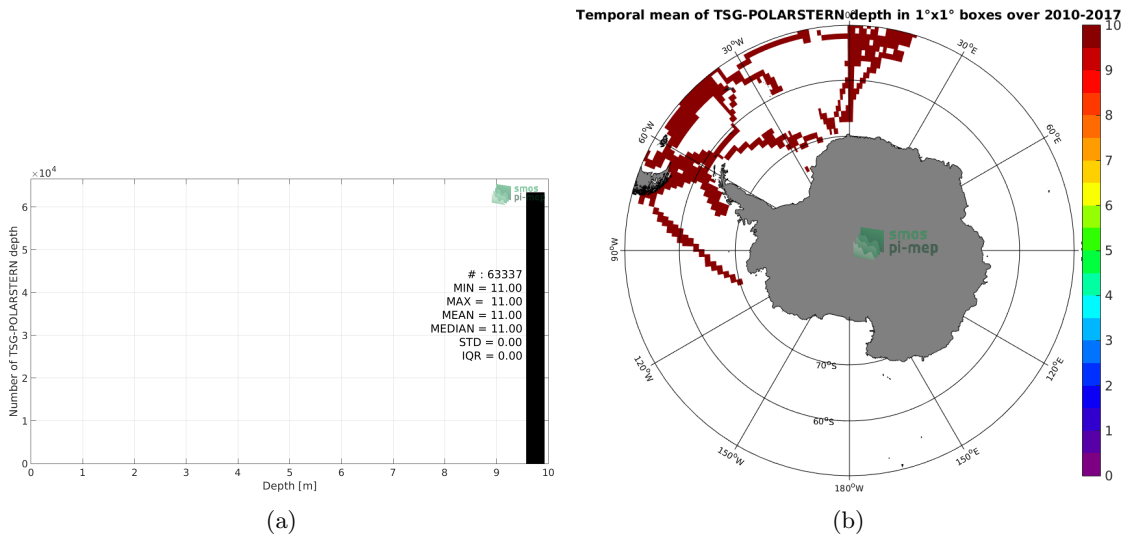 Temporal mean of TSG-POLARSTERN depth in 1°x1° boxes over 2010-2017
×10⁴
Number of TSG-POLARSTERN depth
6
5
4
3
2
1
0
smos
pi-mep
# : 63337
MIN = 11.00
MAX = 11.00
MEAN = 11.00
MEDIAN = 11.00
STD = 0.00
IQR = 0.00
0 1 2 3 4 5 6 7 8 9 10
Depth [m]
(a)
30°W
30°E
60°W
60°E
90°W
120°W
120°E
150°W
150°E
180°W
70°S
60°S
smos
pi-mep
10
9
8
7
6
5
4
3
2
1
0
(b)